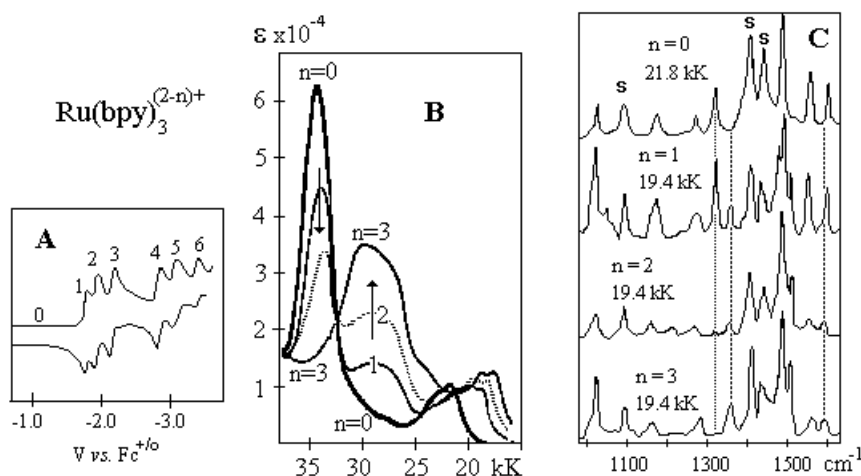 Ru(bpy)₃⁽²⁻ⁿ⁾⁺
A
0
1 2 3 4 5 6
-1.0 -2.0 -3.0
V vs. Fc⁺/⁰
ε x10⁻⁴
B
n=0
6
5
4
3
2
1
n=3
2
1
n=3
n=0
35 30 25 20 kK
C
s s s
n = 0
21.8 kK
n = 1
19.4 kK
n = 2
19.4 kK
n = 3
19.4 kK
1100 1300 1500 cm⁻¹